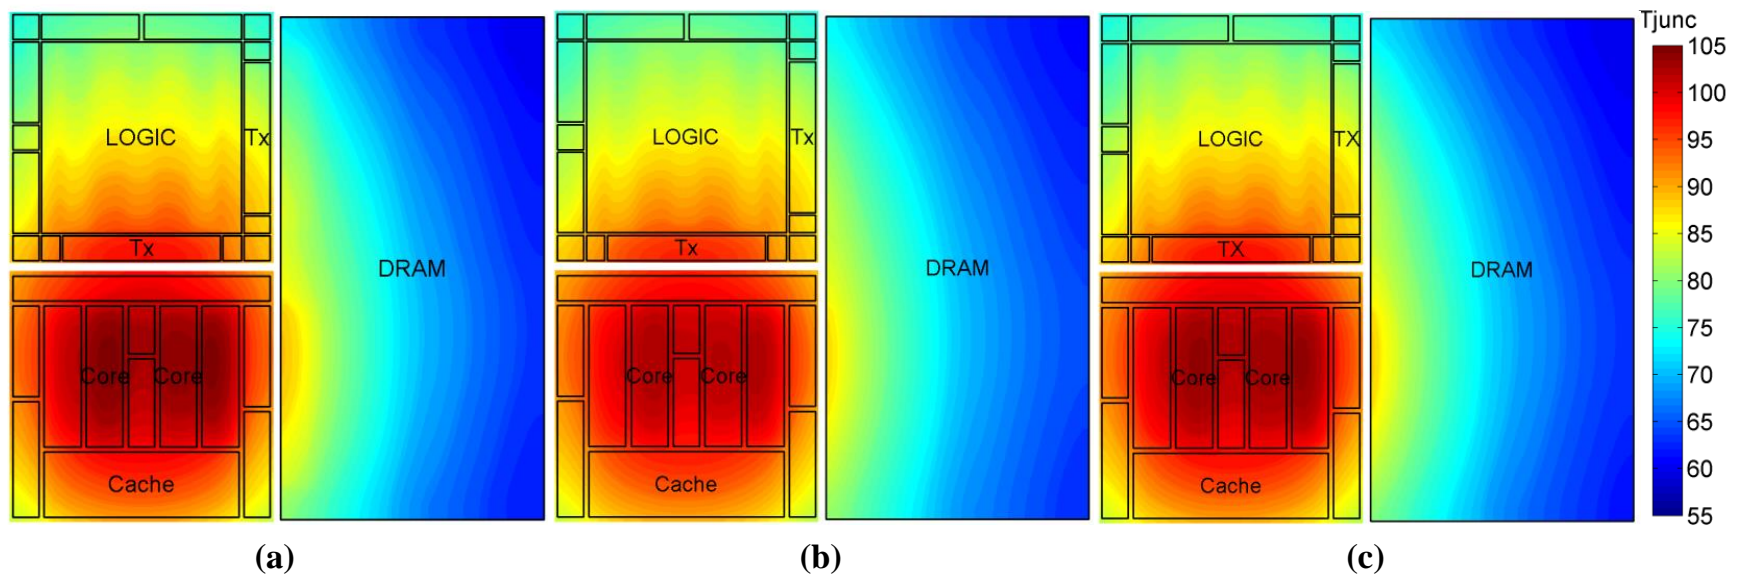 Tjunc
LOGIC
Tx
Tx
DRAM
Core Core
Cache
(a)
LOGIC
Tx
Tx
DRAM
Core Core
Cache
(b)
LOGIC
TX
TX
DRAM
Core Core
Cache
(c)
105
100
95
90
85
80
75
70
65
60
55